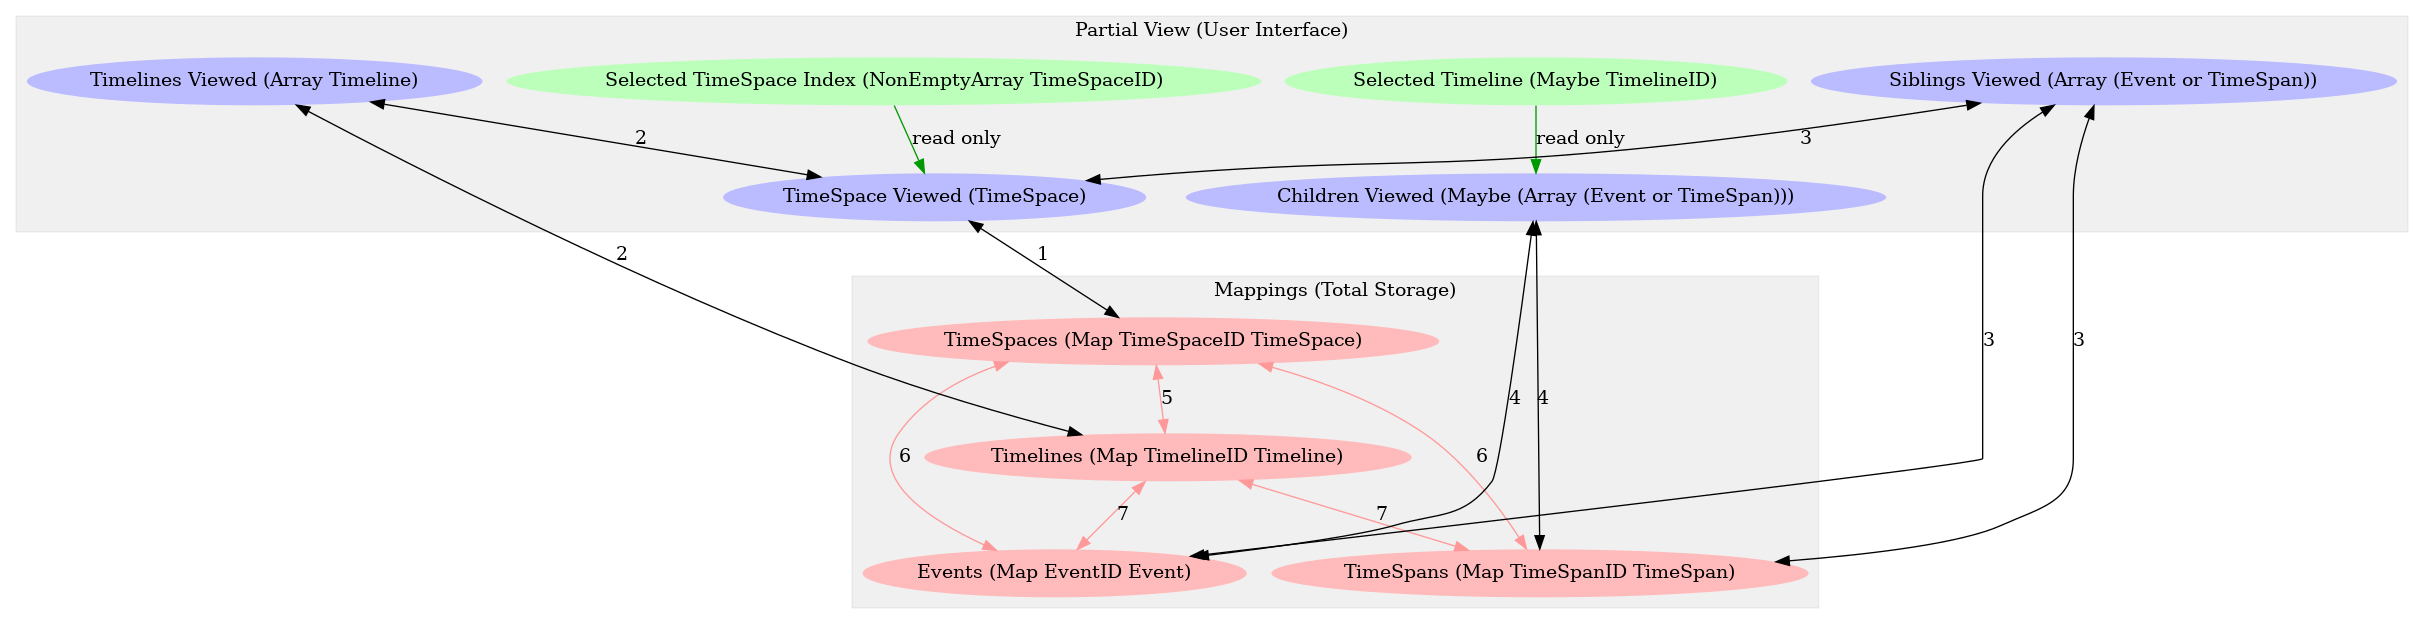 Partial View (User Interface)
Timelines Viewed (Array Timeline)
Selected TimeSpace Index (NonEmptyArray TimeSpaceID)
Selected Timeline (Maybe TimelineID)
Siblings Viewed (Array (Event or TimeSpan))
2
read only
read only
3
TimeSpace Viewed (TimeSpace)
Children Viewed (Maybe (Array (Event or TimeSpan)))
2
1
Mappings (Total Storage)
TimeSpaces (Map TimeSpaceID TimeSpace)
3
3
5
4
4
6
Timelines (Map TimelineID Timeline)
6
7
7
Events (Map EventID Event)
TimeSpans (Map TimeSpanID TimeSpan)